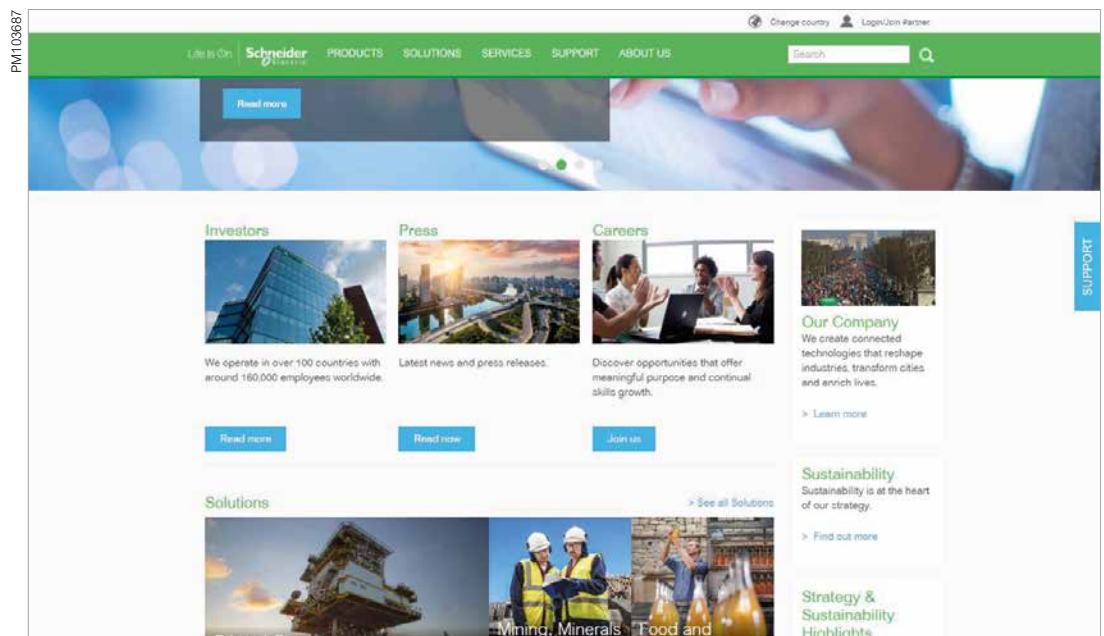 PM103687
Change country
Login/Join Partner
Life Is On
Schneider
Electric
PRODUCTS
SOLUTIONS
SERVICES
SUPPORT
ABOUT US
Search
Read more
Investors
Press
Careers
We operate in over 100 countries with
around 160,000 employees worldwide.
Read more
Latest news and press releases.
Read now
Discover opportunities that offer
meaningful purpose and continual
skills growth.
Join us
Our Company
We create connected
technologies that reshape
industries, transform cities
and enrich lives.
> Learn more
SUPPORT
Sustainability
Sustainability is at the heart
of our strategy.
> Find out more
Solutions
> See all Solutions
Mining, Minerals
Food and
Strategy &
Sustainability
Highlights